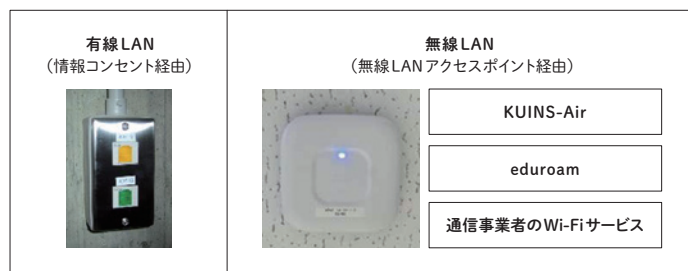 有線LAN
（情報コンセント経由）
無線LAN
（無線LANアクセスポイント経由）
KUINS-Air
eduroam
通信事業者のWi-Fiサービス